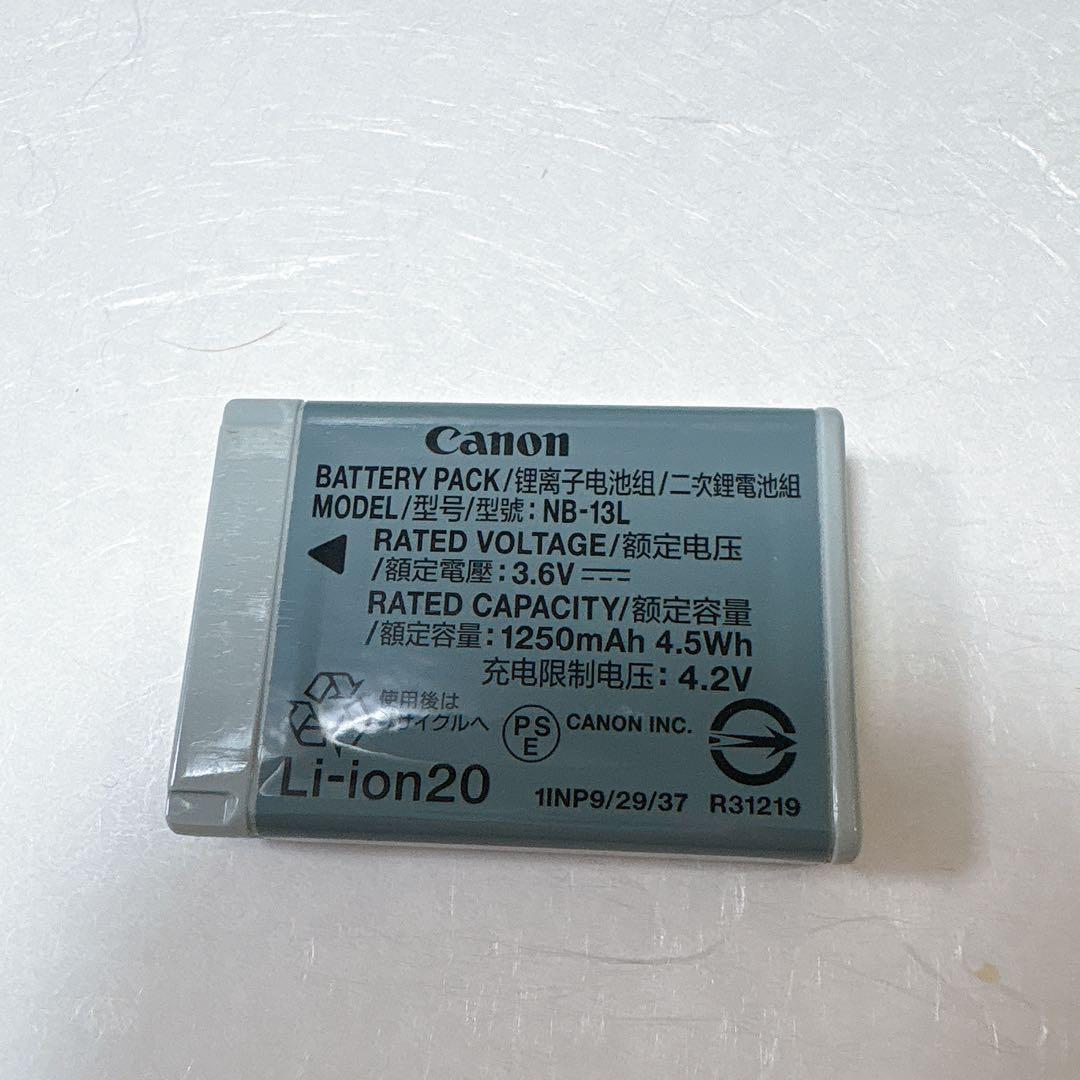 Canon
BATTERY PACK/锂离子电池组/二次鋰電池組
MODEL/型号/型號：NB-13L
RATED VOLTAGE/额定电压
/額定電壓：3.6V
RATED CAPACITY/额定容量
/額定容量：1250mAh 4.5Wh
充电限制电压：4.2V
使用後は
リサイクルへ
PS
E
CANON INC.
Li-ion20
1INP9/29/37 R31219